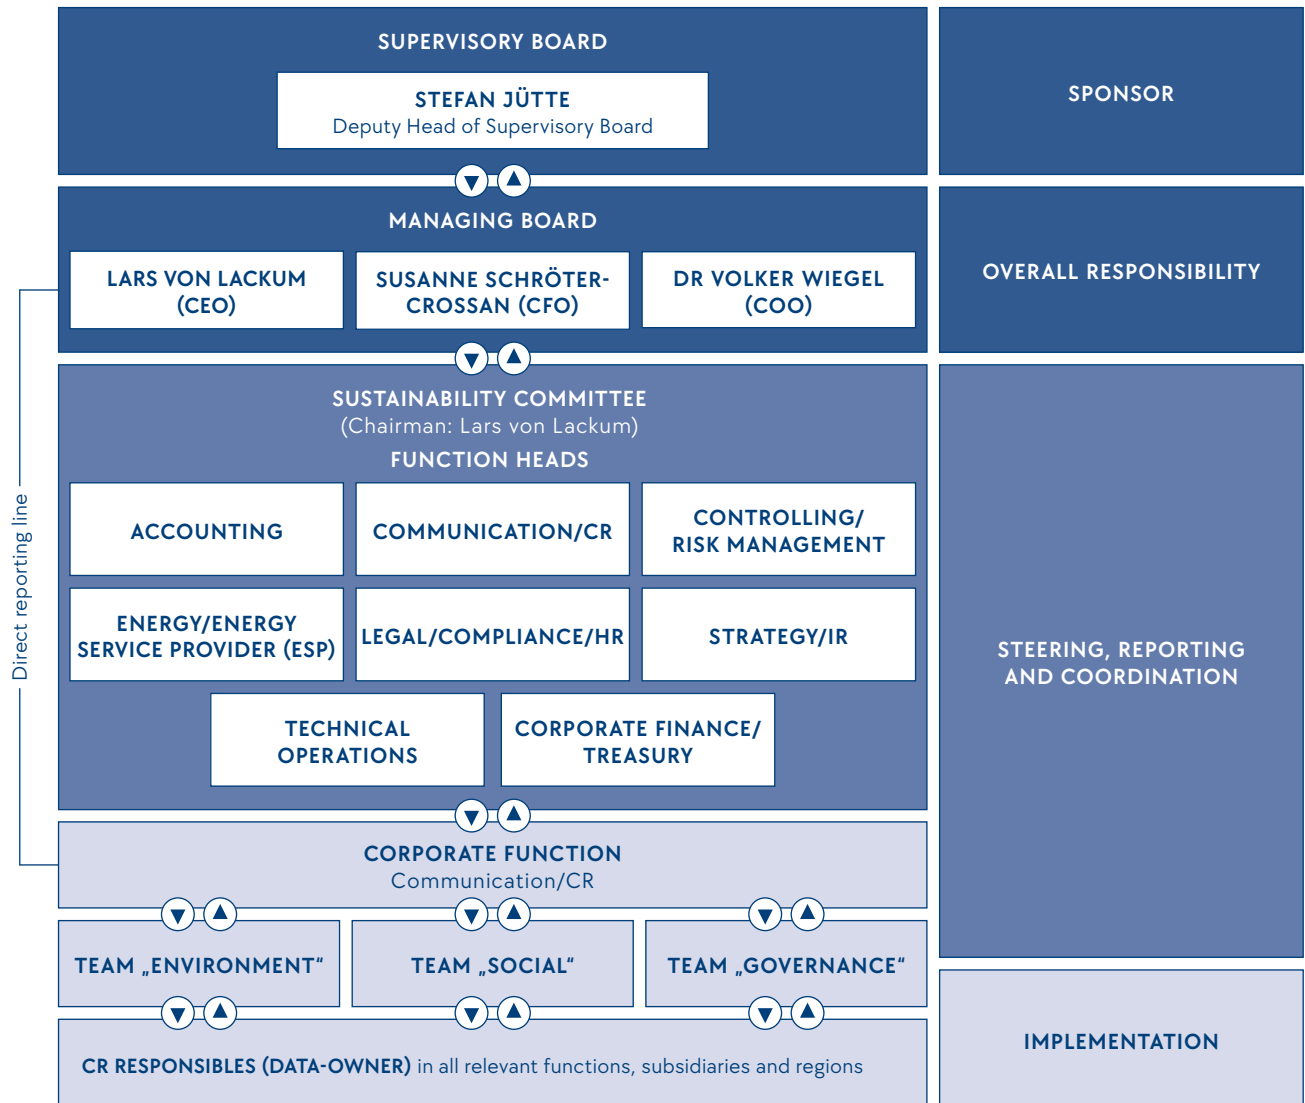 SUPERVISORY BOARD
STEFAN JÜTTE
Deputy Head of Supervisory Board
SPONSOR
MANAGING BOARD
LARS VON LACKUM
(CEO)
SUSANNE SCHRÖTER-
CROSSAN (CFO)
DR VOLKER WIEGEL
(COO)
OVERALL RESPONSIBILITY
Direct reporting line
SUSTAINABILITY COMMITTEE
(Chairman: Lars von Lackum)
FUNCTION HEADS
ACCOUNTING
COMMUNICATION/CR
CONTROLLING/
RISK MANAGEMENT
ENERGY/ENERGY
SERVICE PROVIDER (ESP)
LEGAL/COMPLIANCE/HR
STRATEGY/IR
TECHNICAL
OPERATIONS
CORPORATE FINANCE/
TREASURY
STEERING, REPORTING
AND COORDINATION
CORPORATE FUNCTION
Communication/CR
TEAM „ENVIRONMENT“
TEAM „SOCIAL“
TEAM „GOVERNANCE“
CR RESPONSIBLES (DATA-OWNER) in all relevant functions, subsidiaries and regions
IMPLEMENTATION